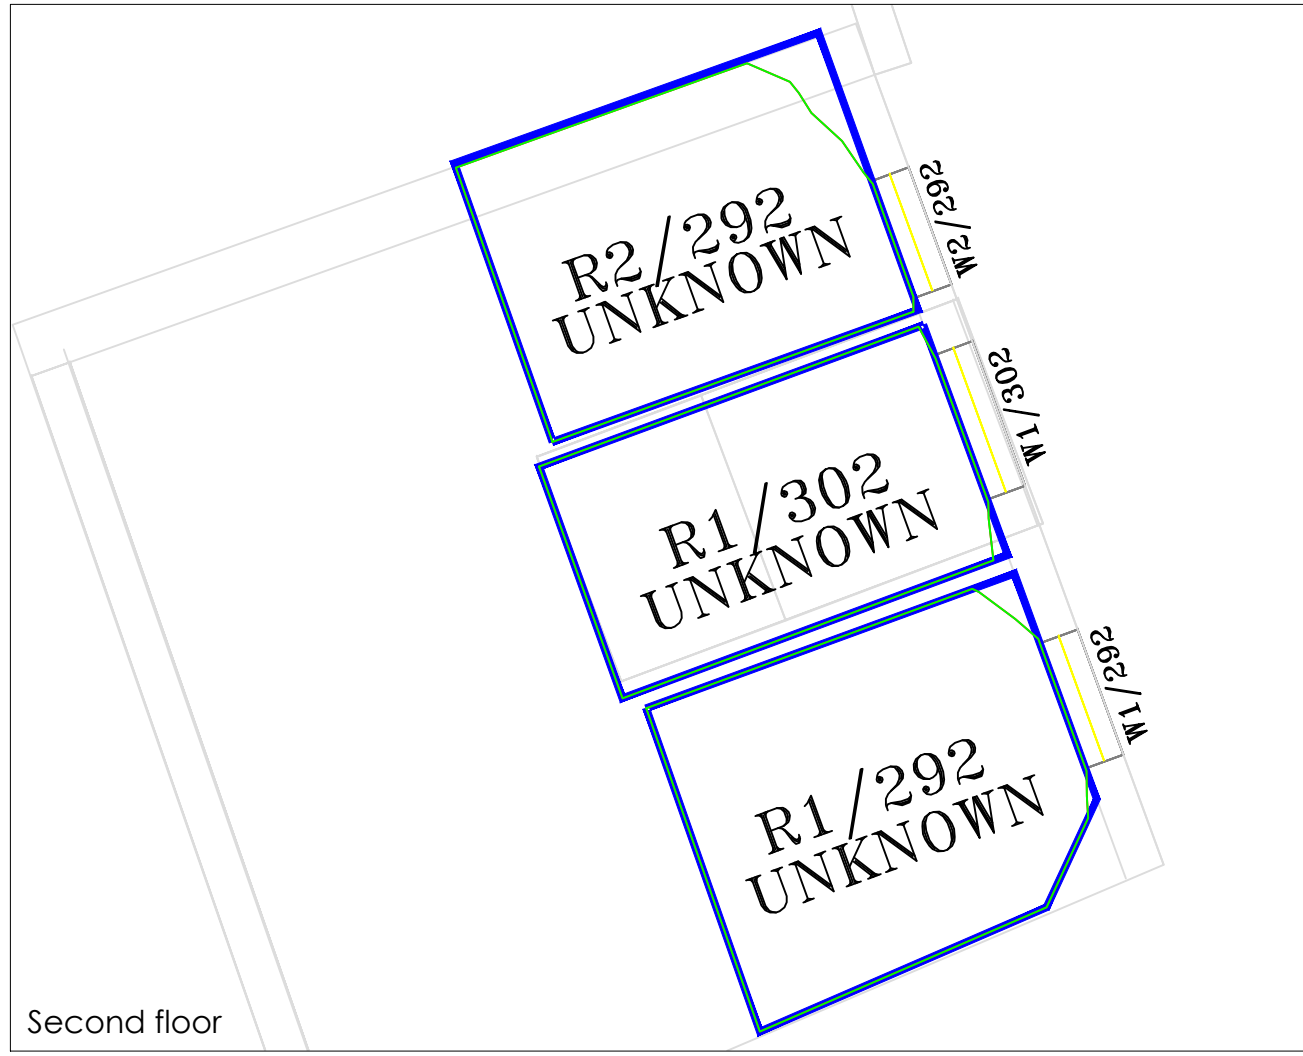 R2/292
UNKNOWN
W2/292
R1/302
UNKNOWN
W1/302
R1/292
UNKNOWN
W1/292
Second floor